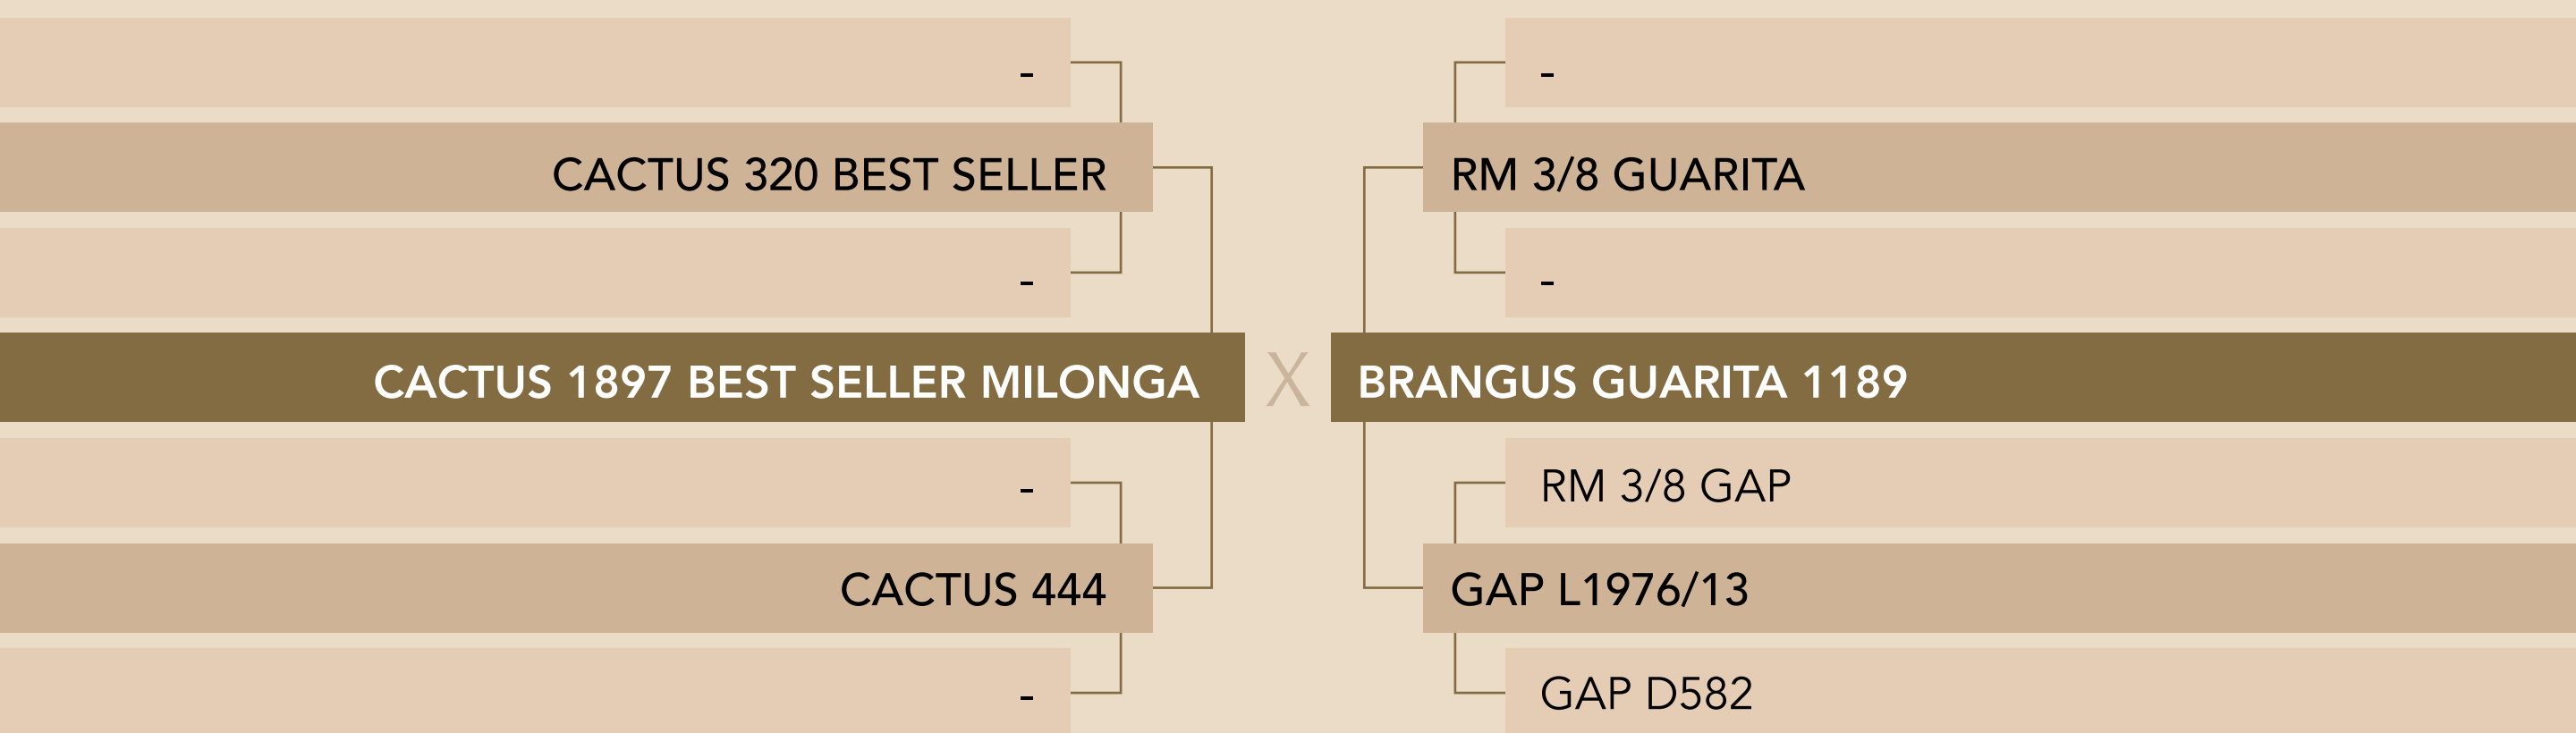 -
CACTUS 320 BEST SELLER
-
CACTUS 1897 BEST SELLER MILONGA
-
CACTUS 444
-
X
-
RM 3/8 GUARITA
-
BRANGUS GUARITA 1189
RM 3/8 GAP
GAP L1976/13
GAP D582